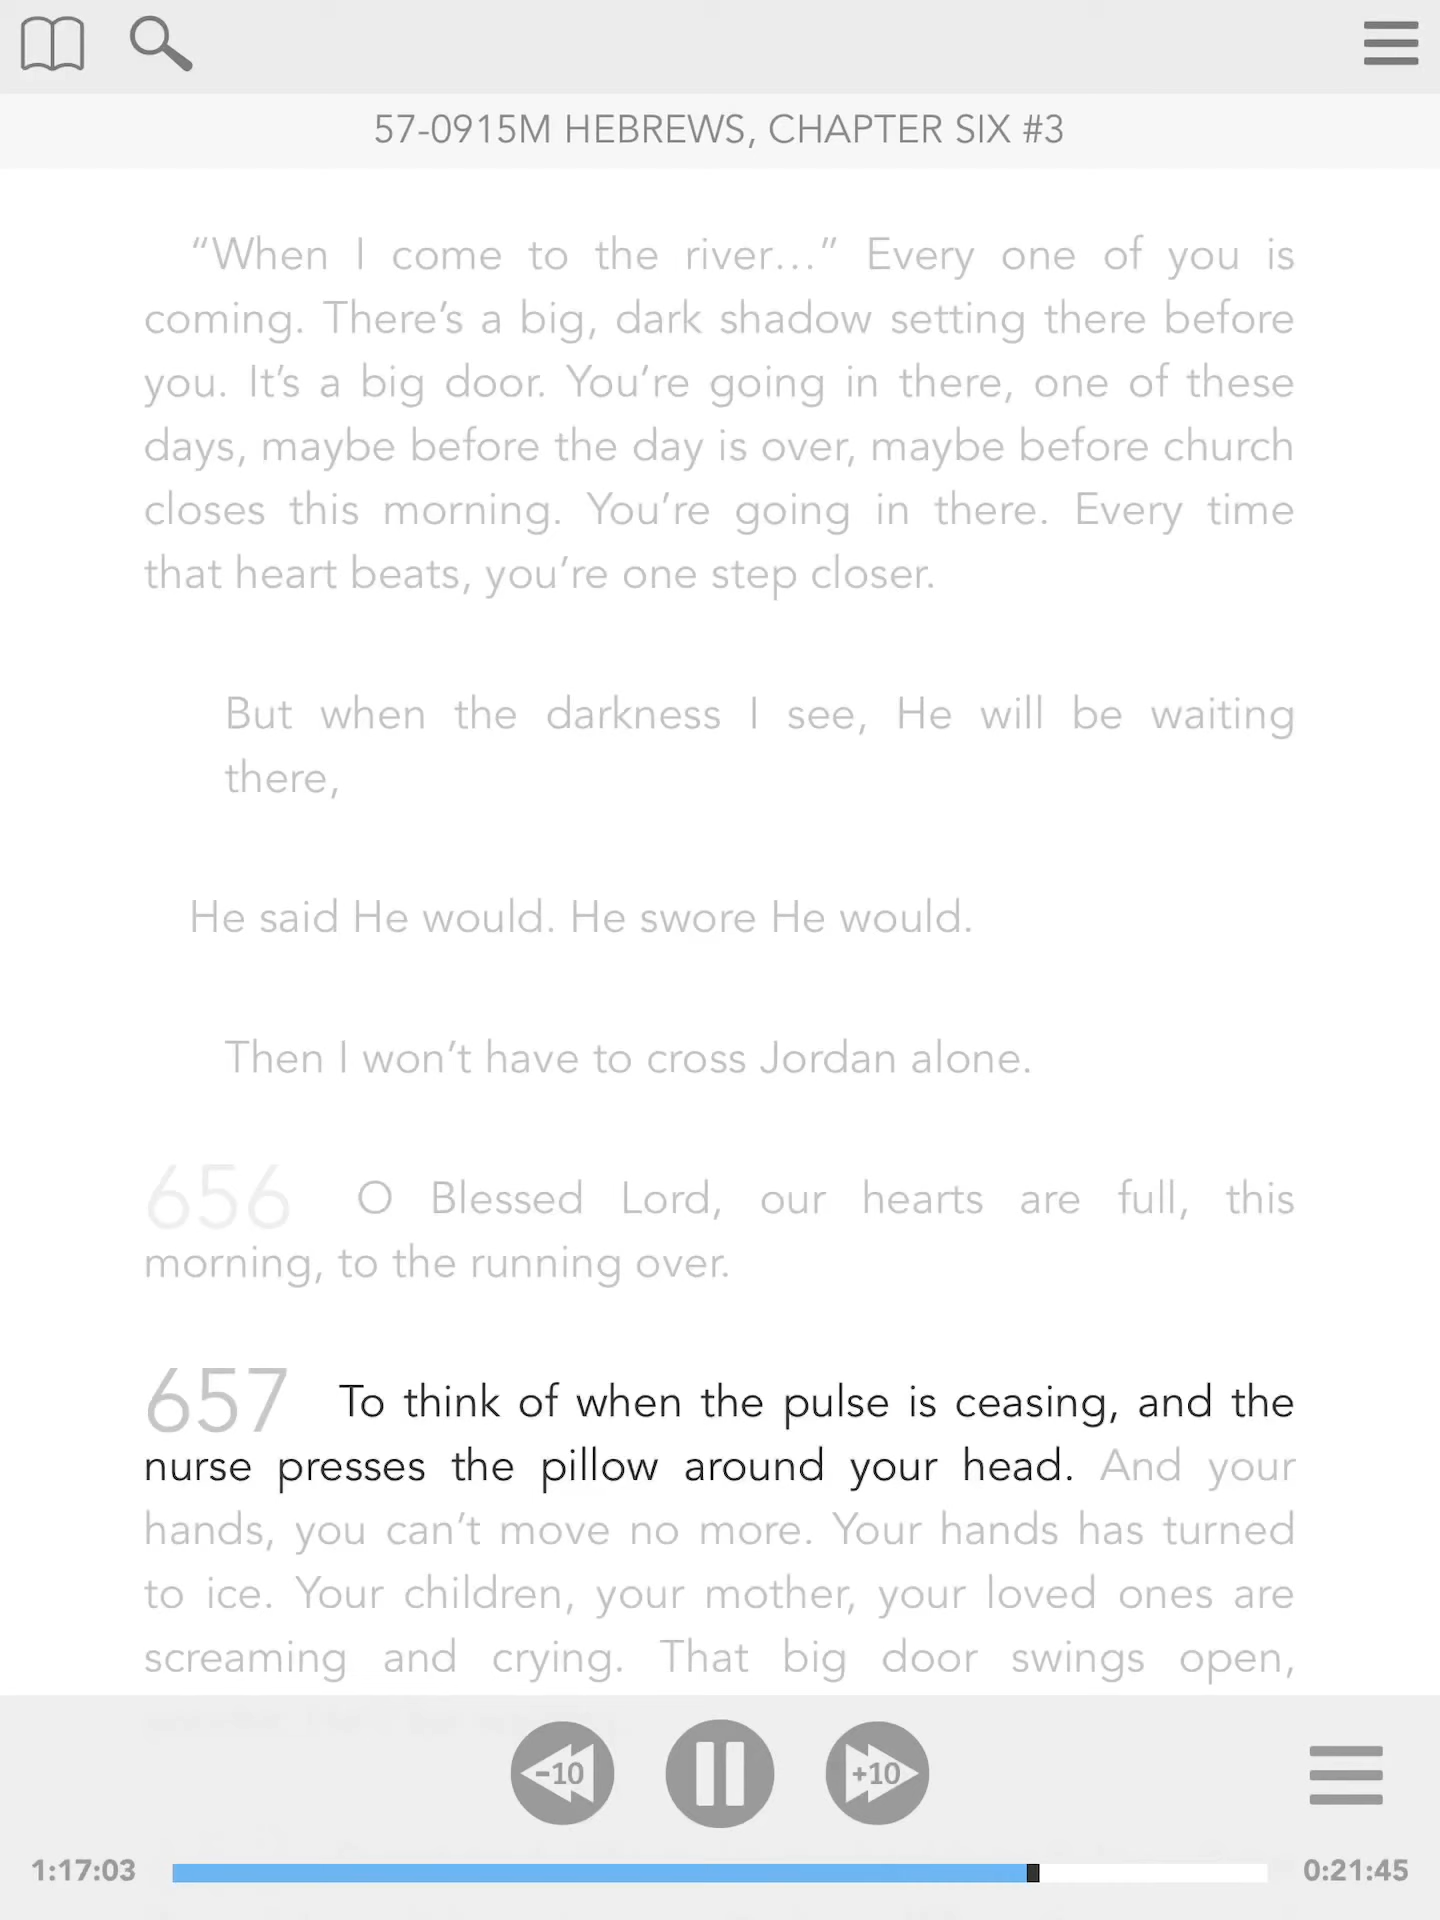 57-0915M HEBREWS, CHAPTER SIX #3
“When I come to the river…” Every one of you is
coming. There’s a big, dark shadow setting there before
you. It’s a big door. You’re going in there, one of these
days, maybe before the day is over, maybe before church
closes this morning. You’re going in there. Every time
that heart beats, you’re one step closer.
But when the darkness I see, He will be waiting
there,
He said He would. He swore He would.
Then I won’t have to cross Jordan alone.
656 O Blessed Lord, our hearts are full, this
morning, to the running over.
657 To think of when the pulse is ceasing, and the
nurse presses the pillow around your head. And your
hands, you can’t move no more. Your hands has turned
to ice. Your children, your mother, your loved ones are
screaming and crying. That big door swings open,
-10 +10
1:17:03 0:21:45